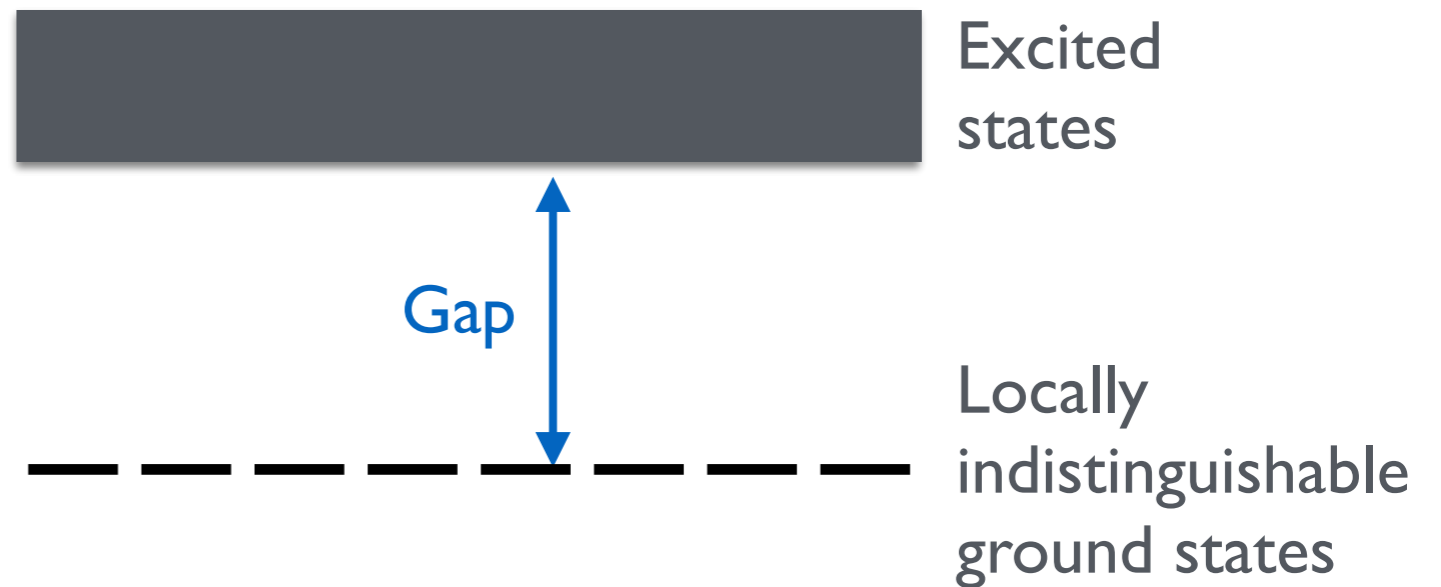 Excited
states
Gap
Locally
indistinguishable
ground states